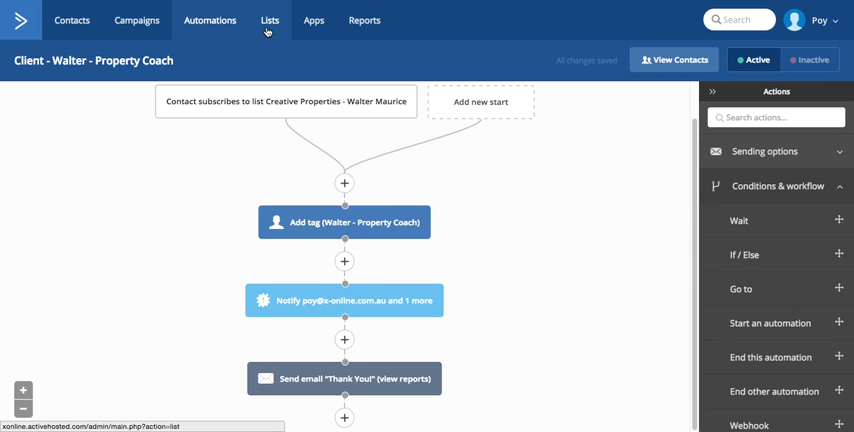 Contacts
Campaigns
Automations
Lists
Apps
Reports
Search
Poy
Client - Walter - Property Coach
All changes saved
View Contacts
Active
Inactive
Contact subscribes to list Creative Properties - Walter Maurice
Add new start
Add tag (Walter - Property Coach)
Notify poy@x-online.com.au and 1 more
Send email "Thank You!" (view reports)
Actions
Search actions...
Sending options
Conditions & workflow
Wait
If / Else
Go to
Start an automation
End this automation
End other automation
Webhook
xonline.activehosted.com/admin/main.php?action=list